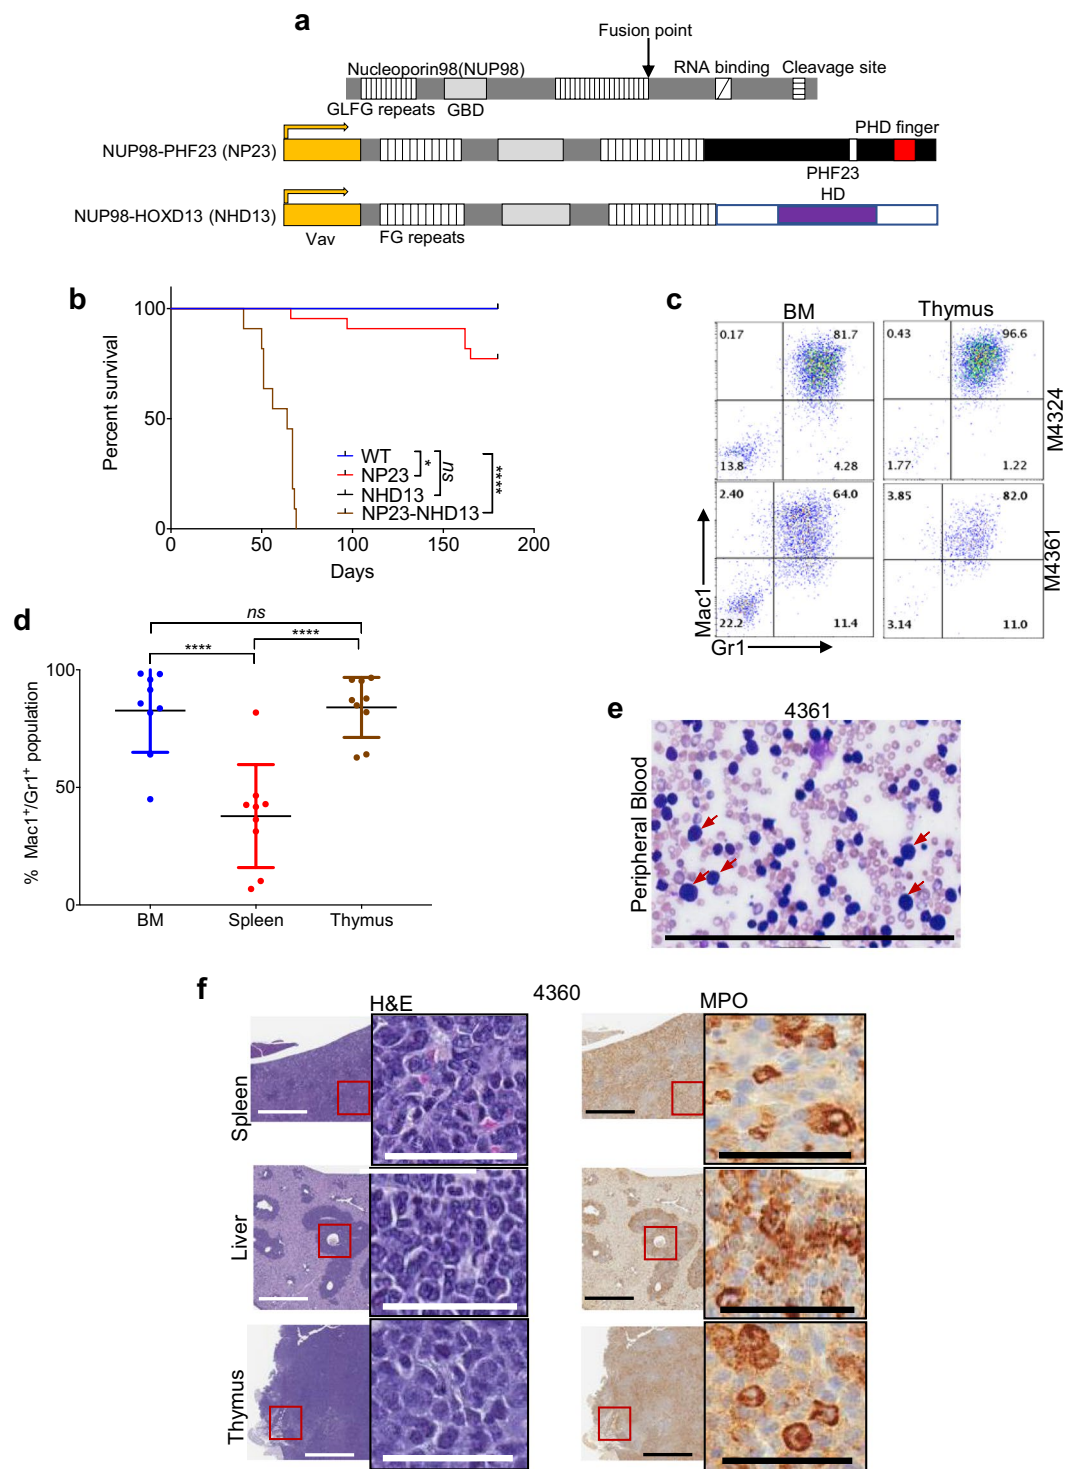 a
Fusion point
Nucleoporin98(NUP98)
RNA binding
Cleavage site
GLFG repeats
GBD
PHD finger
NUP98-PHF23 (NP23)
PHF23
HD
NUP98-HOXD13 (NHD13)
Vav
FG repeats
b
Percent survival
100
50
0
0
50
100
150
200
Days
WT
NP23
NHD13
NP23-NHD13
*
ns
****
c
BM
Thymus
0.17
81.7
13.8
4.28
0.43
96.6
1.77
1.22
M4324
2.40
64.0
22.2
11.4
3.85
82.0
3.14
11.0
M4361
Mac1
Gr1
d
ns
****
****
% Mac1+/Gr1+ population
100
50
0
BM
Spleen
Thymus
e
4361
Peripheral Blood
f
4360
H&E
MPO
Spleen
Liver
Thymus